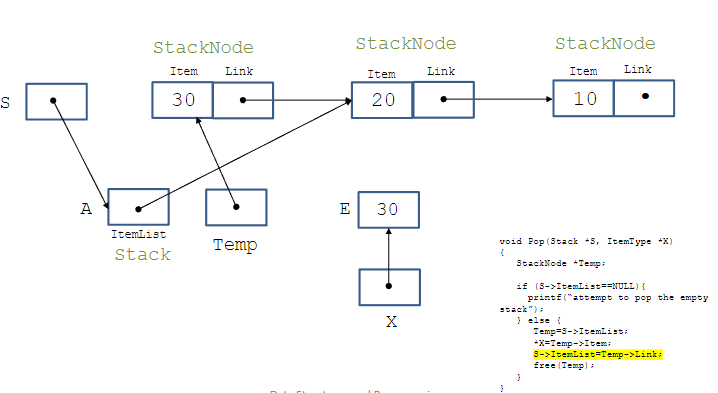 StackNode
StackNode
StackNode
Item Link
Item Link
Item Link
S
30
20
10
A
ItemList
Stack
Temp
E 30
X
void Pop(Stack *S, ItemType *X)
{
StackNode *Temp;
if (S->ItemList==NULL){
printf(“attempt to pop the empty
stack”);
} else {
Temp=S->ItemList;
*X=Temp->Item;
S->ItemList=Temp->Link;
free(Temp);
}
}